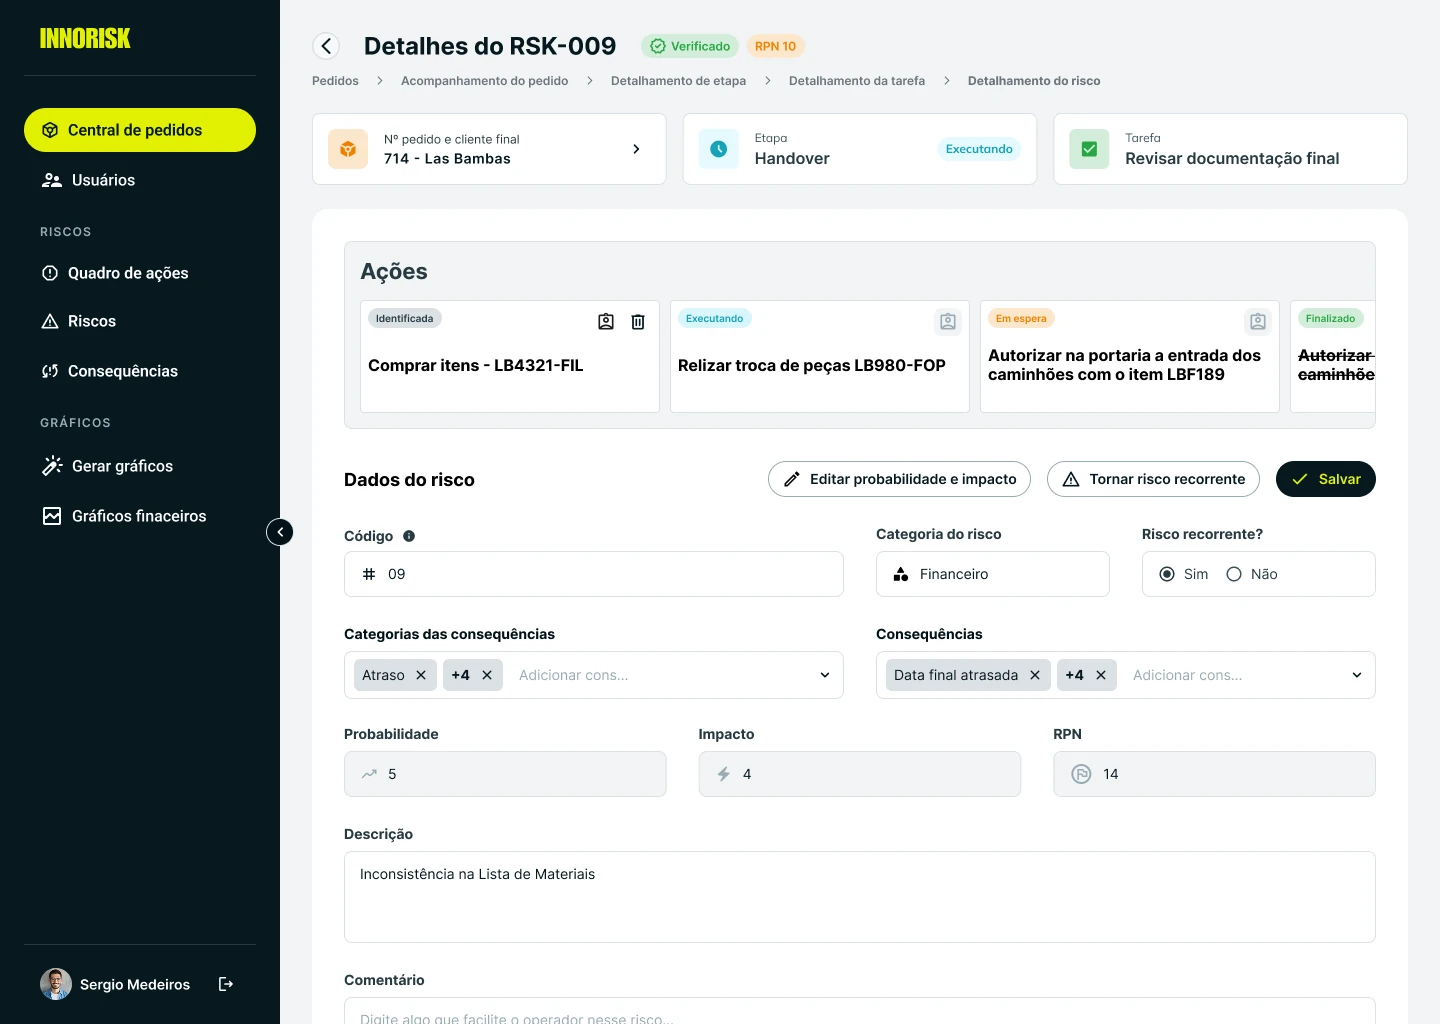 INNORISK
Central de pedidos
Usuários
RISCOS
Quadro de ações
Riscos
Consequências
GRÁFICOS
Gerar gráficos
Gráficos finaceiros
Sergio Medeiros
Detalhes do RSK-009
Verificado
RPN 10
Pedidos > Acompanhamento do pedido > Detalhamento de etapa > Detalhamento da tarefa > Detalhamento do risco
Nº pedido e cliente final
714 - Las Bambas
Etapa
Handover
Executando
Tarefa
Revisar documentação final
Ações
Identificada
Comprar itens - LB4321-FIL
Executando
Relizar troca de peças LB980-FOP
Em espera
Autorizar na portaria a entrada dos
caminhões com o item LBF189
Finalizado
Autorizar
caminhõe
Dados do risco
Editar probabilidade e impacto
Tornar risco recorrente
Salvar
Código
# 09
Categoria do risco
Financeiro
Risco recorrente?
Sim
Não
Categorias das consequências
Atraso
+4
Adicionar cons...
Consequências
Data final atrasada
+4
Adicionar cons...
Probabilidade
5
Impacto
4
RPN
14
Descrição
Inconsistência na Lista de Materiais
Comentário
Digite algo que facilite o operador nesse risco...